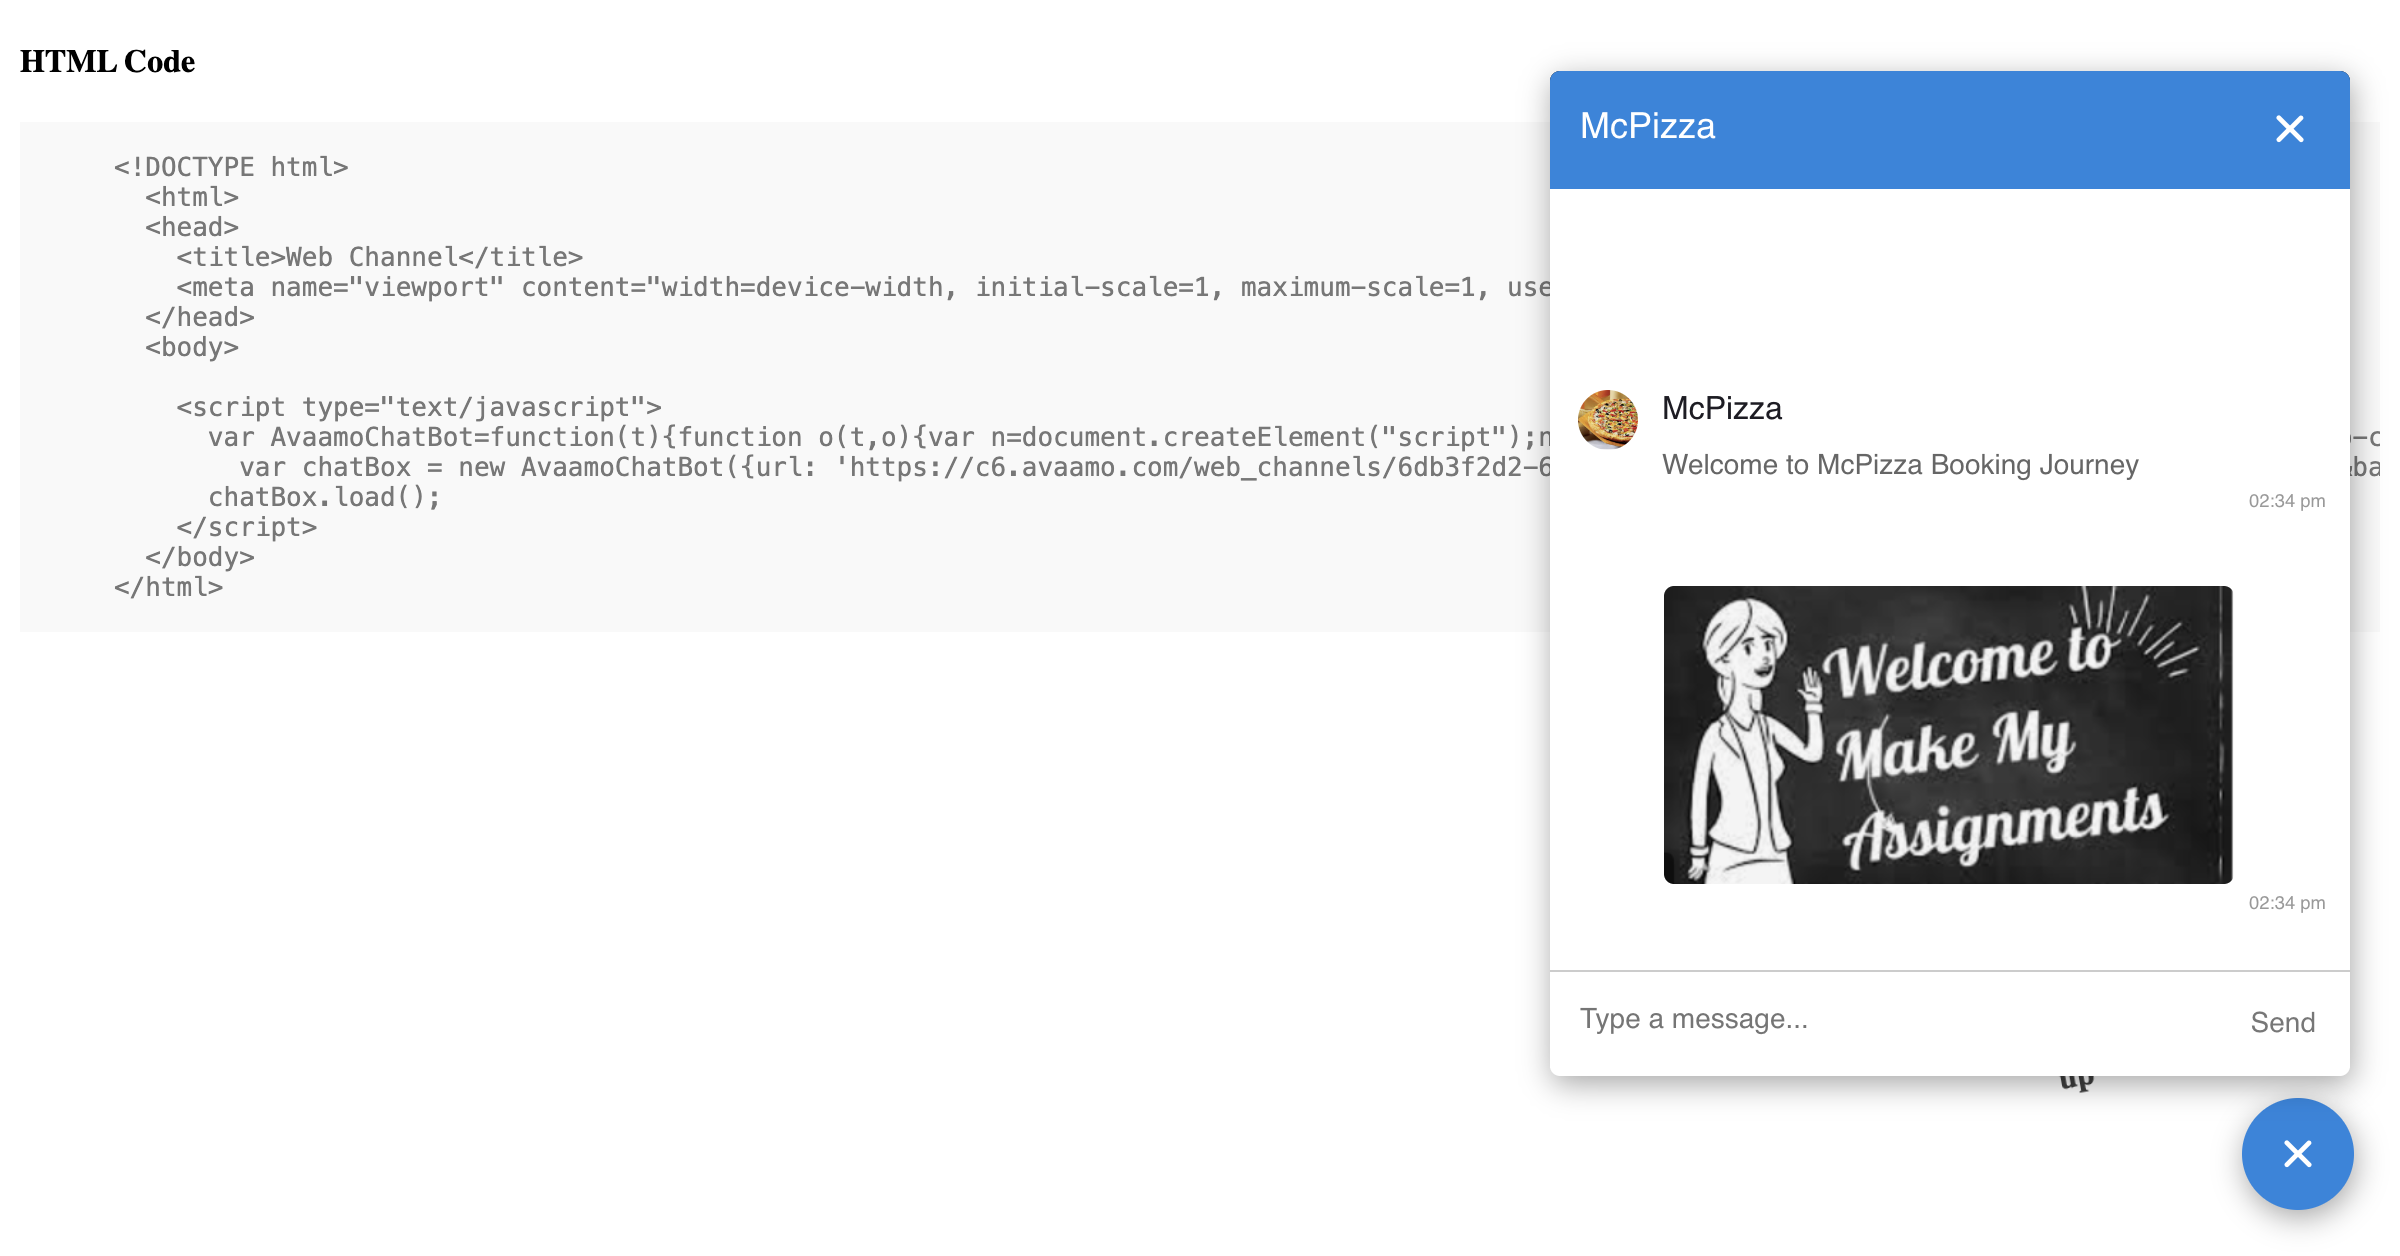 HTML Code
<!DOCTYPE html>
<html>
<head>
<title>Web Channel</title>
<meta name="viewport" content="width=device-width, initial-scale=1, maximum-scale=1, use
</head>
<body>
<script type="text/javascript">
var AvaamoChatBot=function(t){function o(t,o){var n=document.createElement("script");n
var chatBox = new AvaamoChatBot({url: 'https://c6.avaamo.com/web_channels/6db3f2d2-6
chatBox.load();
</script>
</body>
</html>
McPizza
McPizza
Welcome to McPizza Booking Journey
02:34 pm
Welcome to
Make My
Assignments
02:34 pm
Type a message...
Send
up